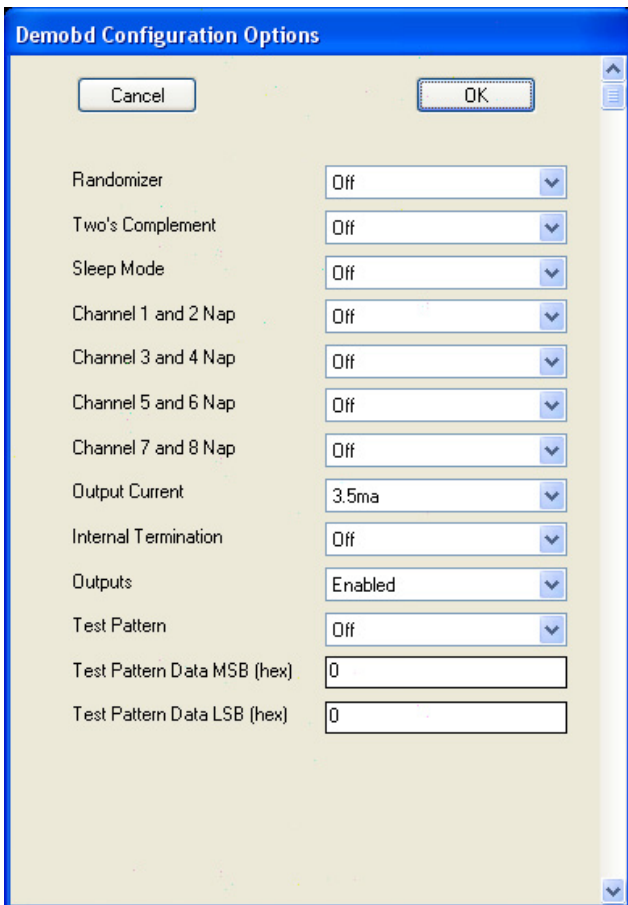 Demobd Configuration Options
Cancel OK
Randomizer Off
Two's Complement Off
Sleep Mode Off
Channel 1 and 2 Nap Off
Channel 3 and 4 Nap Off
Channel 5 and 6 Nap Off
Channel 7 and 8 Nap Off
Output Current 3.5ma
Internal Termination Off
Outputs Enabled
Test Pattern Off
Test Pattern Data MSB (hex) 0
Test Pattern Data LSB (hex) 0